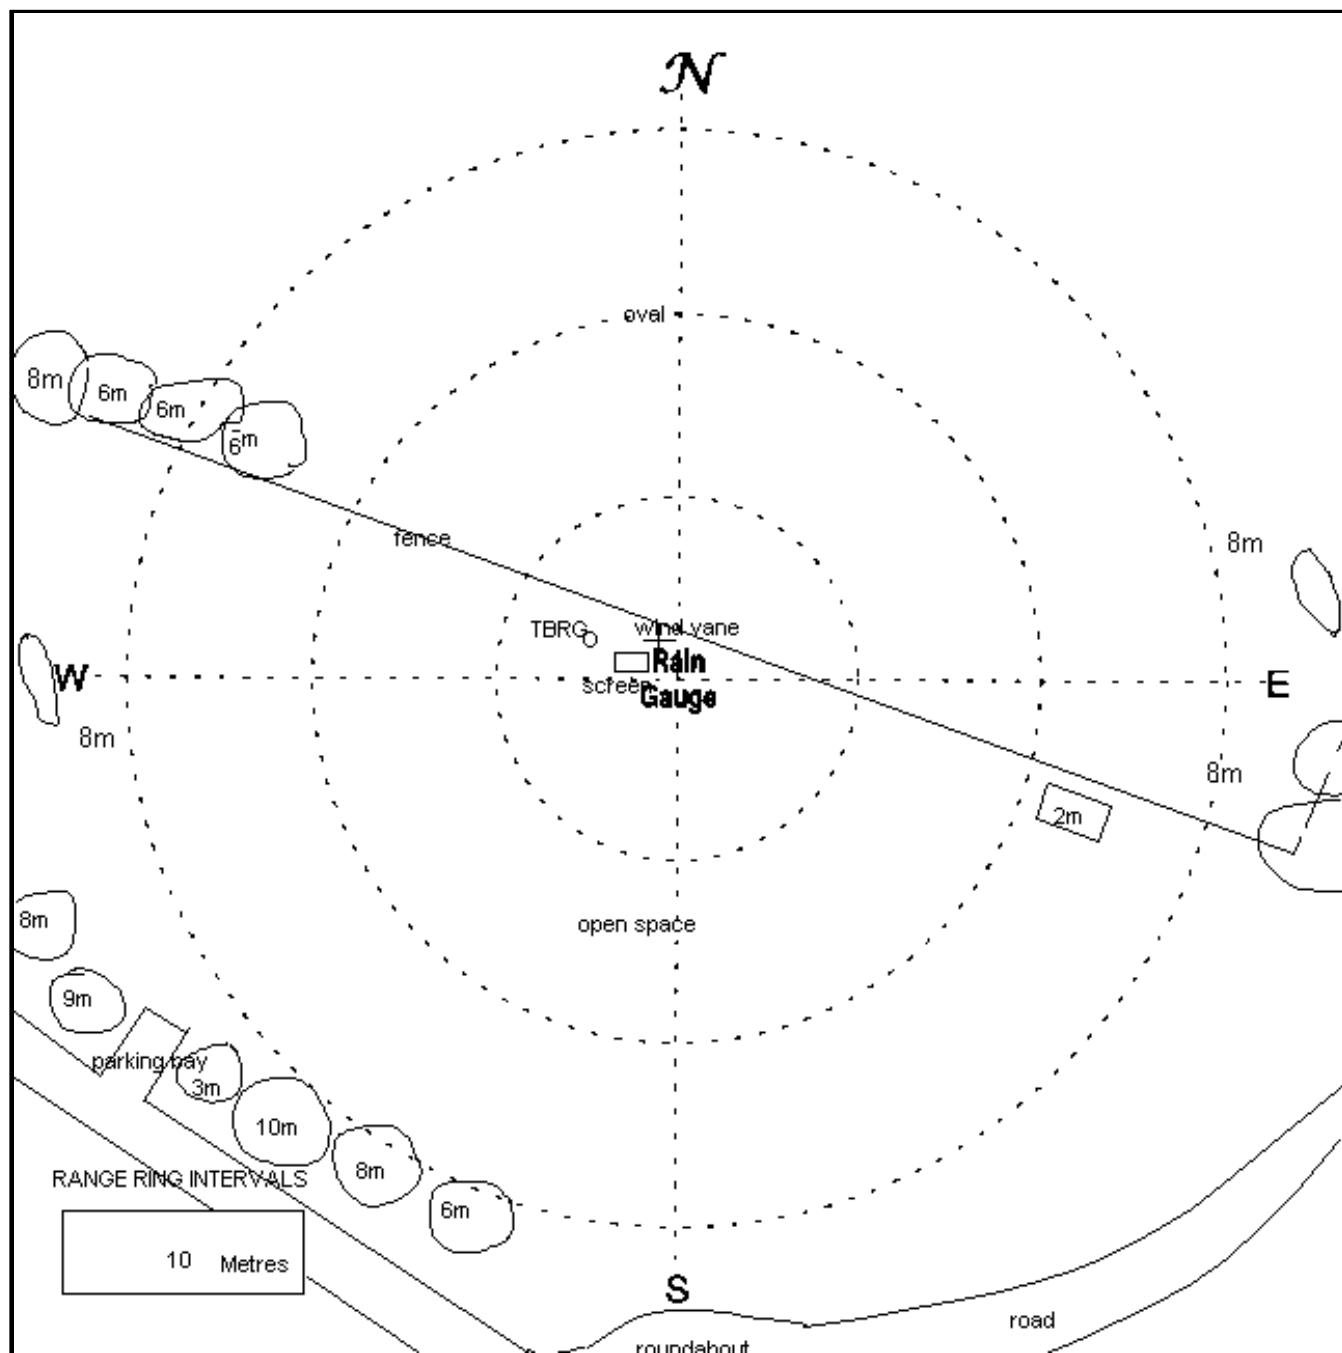 N
oval
8m
6m
6m
6m
fence
8m
TBRG
wind vane
Rain
screen
Gauge
W
E
8m
8m
2m
8m
open space
9m
parking bay
3m
10m
8m
6m
RANGE RING INTERVALS
10 Metres
S
road
roundabout